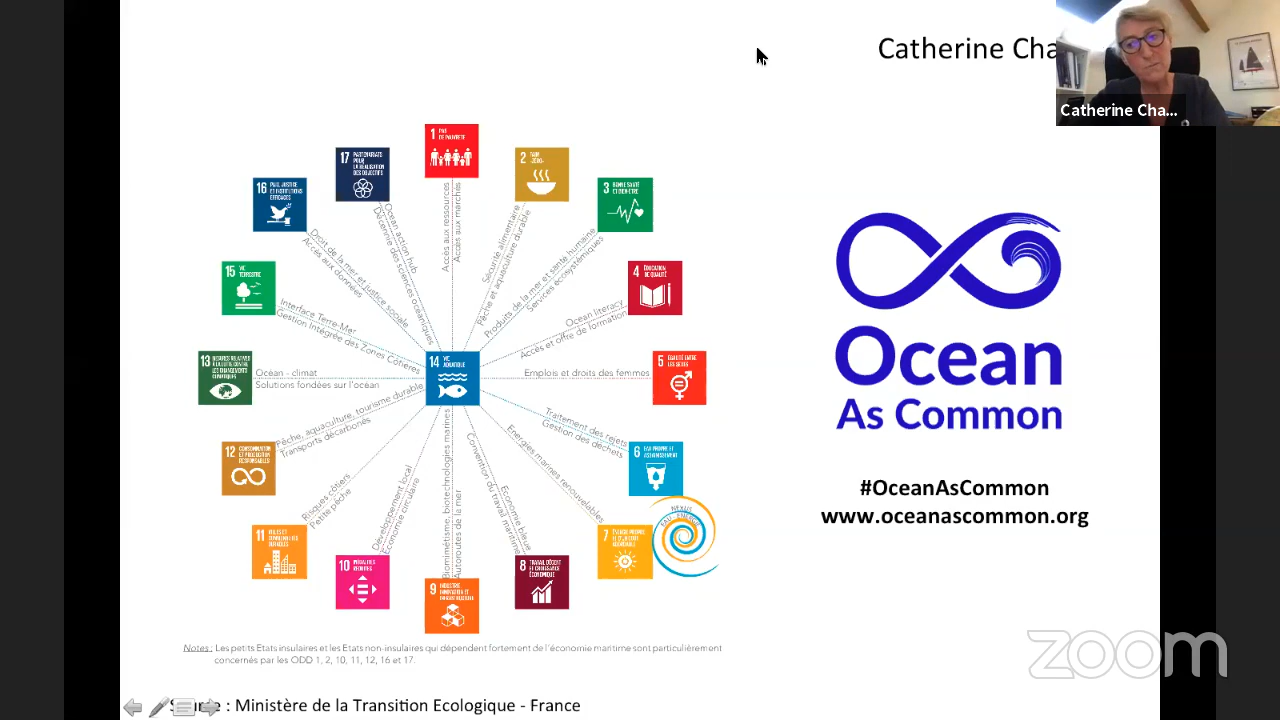 Catherine Cha
Catherine Cha...
1 PAS DE PAUVRETÉ
2 FAIM «ZÉRO»
3 BONNE SANTÉ ET BIEN-ÊTRE
4 ÉDUCATION DE QUALITÉ
5 ÉGALITÉ ENTRE LES SEXES
6 EAU PROPRE ET ASSAINISSEMENT
7 ÉNERGIE PROPRE ET D'UN COÛT ABORDABLE
8 TRAVAIL DÉCENT ET CROISSANCE ÉCONOMIQUE
9 INDUSTRIE, INNOVATION ET INFRASTRUCTURE
10 INÉGALITÉS RÉDUITES
11 VILLES ET COMMUNAUTÉS DURABLES
12 CONSOMMATION ET PRODUCTION RESPONSABLES
13 MESURES RELATIVES À LA LUTTE CONTRE LES CHANGEMENTS CLIMATIQUES
14 VIE AQUATIQUE
15 VIE TERRESTRE
16 PAIX, JUSTICE ET INSTITUTIONS EFFICACES
17 PARTENARIATS POUR LA RÉALISATION DES OBJECTIFS
Accès aux ressources
Accès aux marchés
Sécurité alimentaire
Pêche et aquaculture durable
Produits de la mer et santé humaine
Services écosystémiques
Ocean literacy
Accès et offre de formation
Emplois et droits des femmes
Traitement des rejets
Gestion des déchets
Energies marines renouvelables
Economie bleue
Convention du travail maritime
Biomimétisme, biotechnologies marines
Autoroutes de la mer
Développement local
Economie circulaire
Risques côtiers
Petite pêche
Pêche, aquaculture, tourisme durable
Transports décarbonés
Ocean - climat
Solutions fondées sur l'océan
Interface Terre Mer
Gestion Intégrée des Zones Cotières
Droit de la mer et justice sociale
Accès aux données
Ocean action hub
Décennie des sciences océaniques
NEXUS
EAU - ENERGIE
Ocean
As Common
#OceanAsCommon
www.oceanascommon.org
Notes : Les petits Etats insulaires et les Etats non-insulaires qui dépendent fortement de l'économie maritime sont particulièrement
concernés par les ODD 1, 2, 10, 11, 12, 16 et 17.
: Ministère de la Transition Ecologique - France
zoom